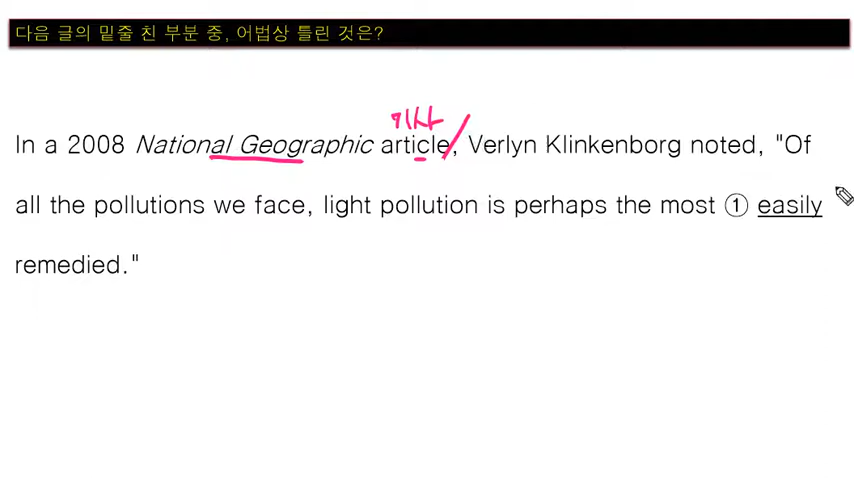 다음 글의 밑줄 친 부분 중, 어법상 틀린 것은?
기사
In a 2008 National Geographic article, Verlyn Klinkenborg noted, "Of
all the pollutions we face, light pollution is perhaps the most ① easily
remedied."